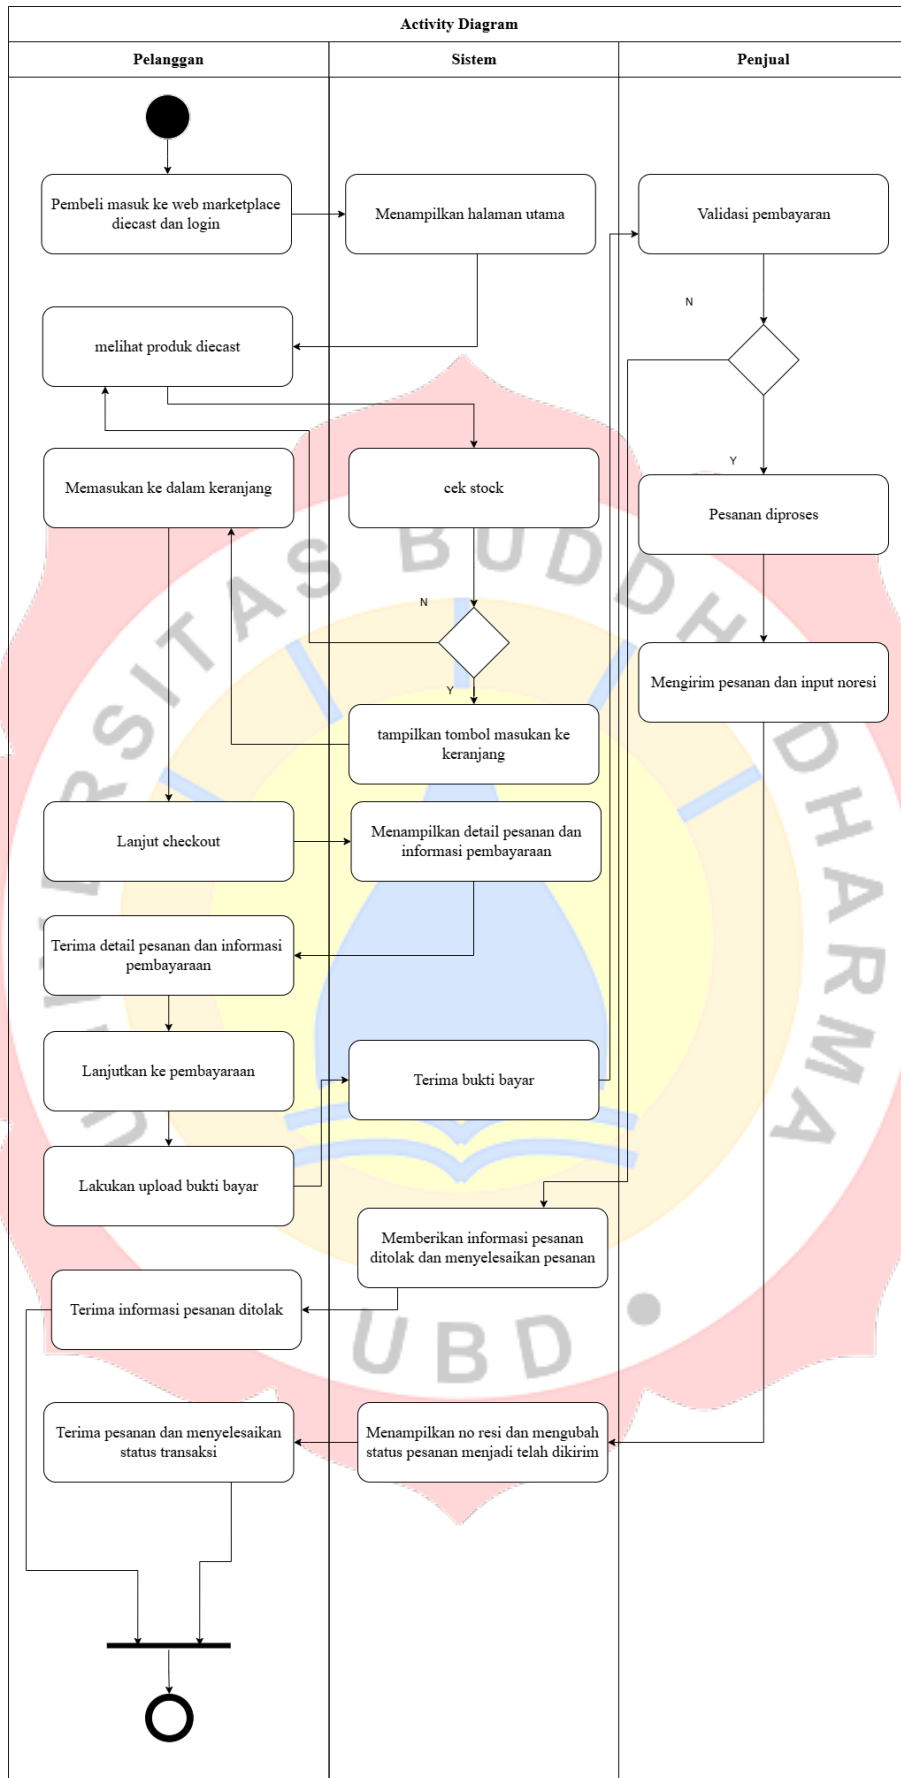 Activity Diagram
Pelanggan
Sistem
Penjual
Pembeli masuk ke web marketplace
diecast dan login
Menampilkan halaman utama
Validasi pembayaran
N
melihat produk diecast
Memasukan ke dalam keranjang
cek stock
Y
Pesanan diproses
N
Y
Mengirim pesanan dan input noresi
tampilkan tombol masukan ke
keranjang
Lanjut checkout
Menampilkan detail pesanan dan
informasi pembayaraan
Terima detail pesanan dan informasi
pembayaraan
Lanjutkan ke pembayaraan
Terima bukti bayar
Lakukan upload bukti bayar
Memberikan informasi pesanan
ditolak dan menyelesaikan pesanan
Terima informasi pesanan ditolak
Terima pesanan dan menyelesaikan
status transaksi
Menampilkan no resi dan mengubah
status pesanan menjadi telah dikirim
UNIVERSITAS BUDDHI DHARMA
UBD